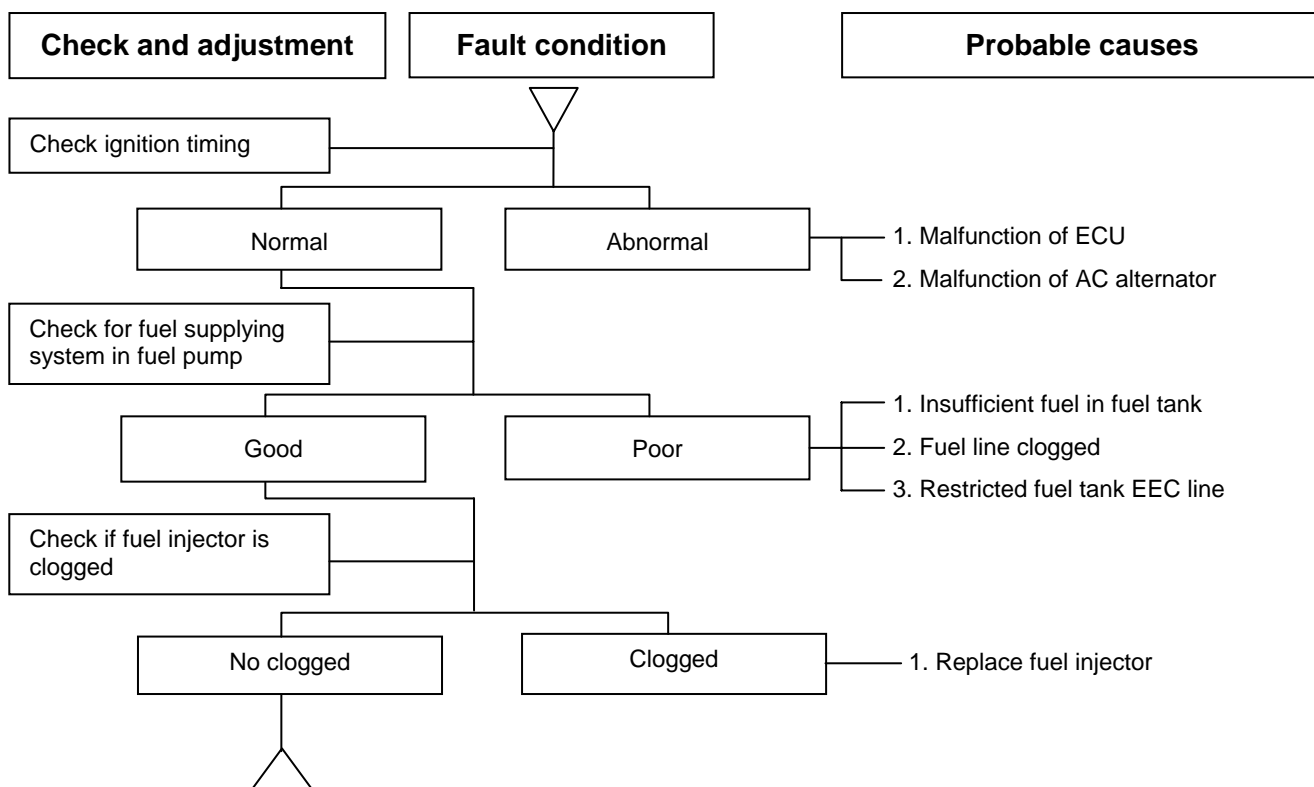 Check and adjustment
Fault condition
Probable causes
Check ignition timing
Normal
Abnormal
1. Malfunction of ECU
2. Malfunction of AC alternator
Check for fuel supplying
system in fuel pump
Good
Poor
1. Insufficient fuel in fuel tank
2. Fuel line clogged
3. Restricted fuel tank EEC line
Check if fuel injector is
clogged
No clogged
Clogged
1. Replace fuel injector